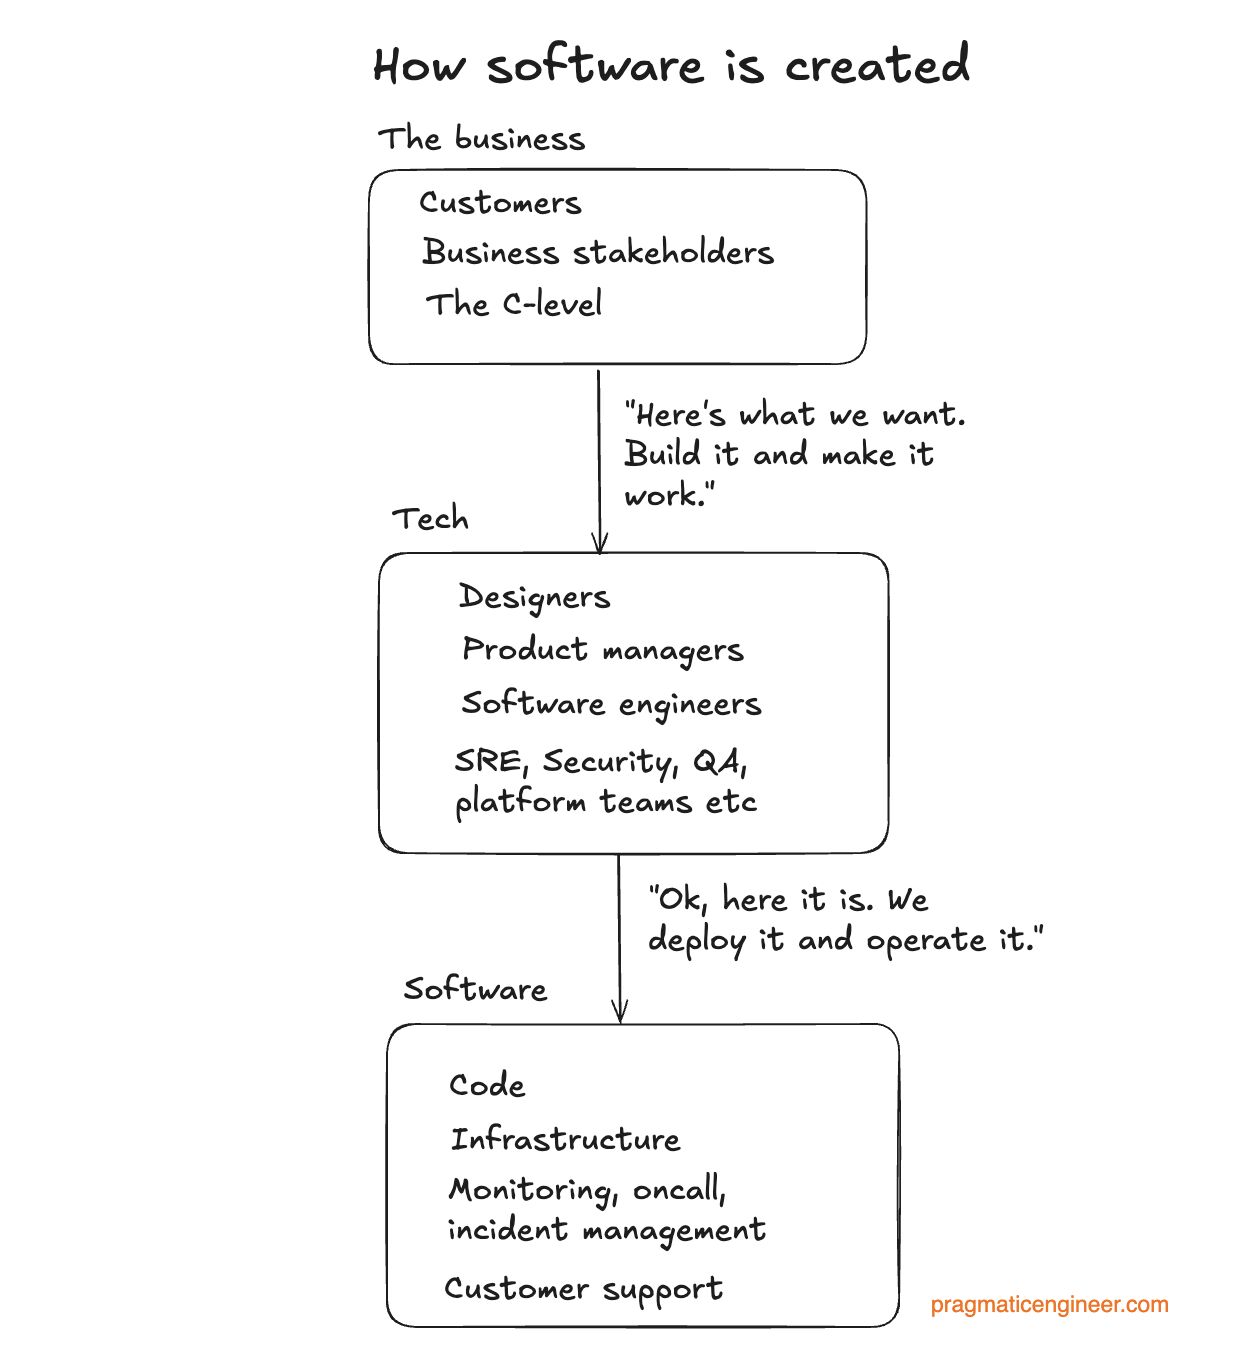 How software is created
The business
Customers
Business stakeholders
The C-level
"Here's what we want.
Build it and make it
work."
Tech
Designers
Product managers
Software engineers
SRE, Security, QA,
platform teams etc
"Ok, here it is. We
deploy it and operate it."
Software
Code
Infrastructure
Monitoring, oncall,
incident management
Customer support
pragmaticengineer.com